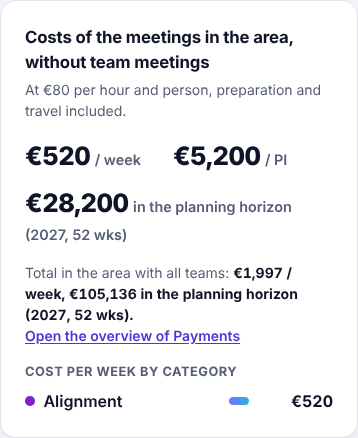 Costs of the meetings in the area,
without team meetings
At €80 per hour and person, preparation and
travel included.
€520 / week €5,200 / PI
€28,200 in the planning horizon
(2027, 52 wks)
Total in the area with all teams: €1,997 /
week, €105,136 in the planning horizon
(2027, 52 wks).
Open the overview of Payments
COST PER WEEK BY CATEGORY
Alignment €520